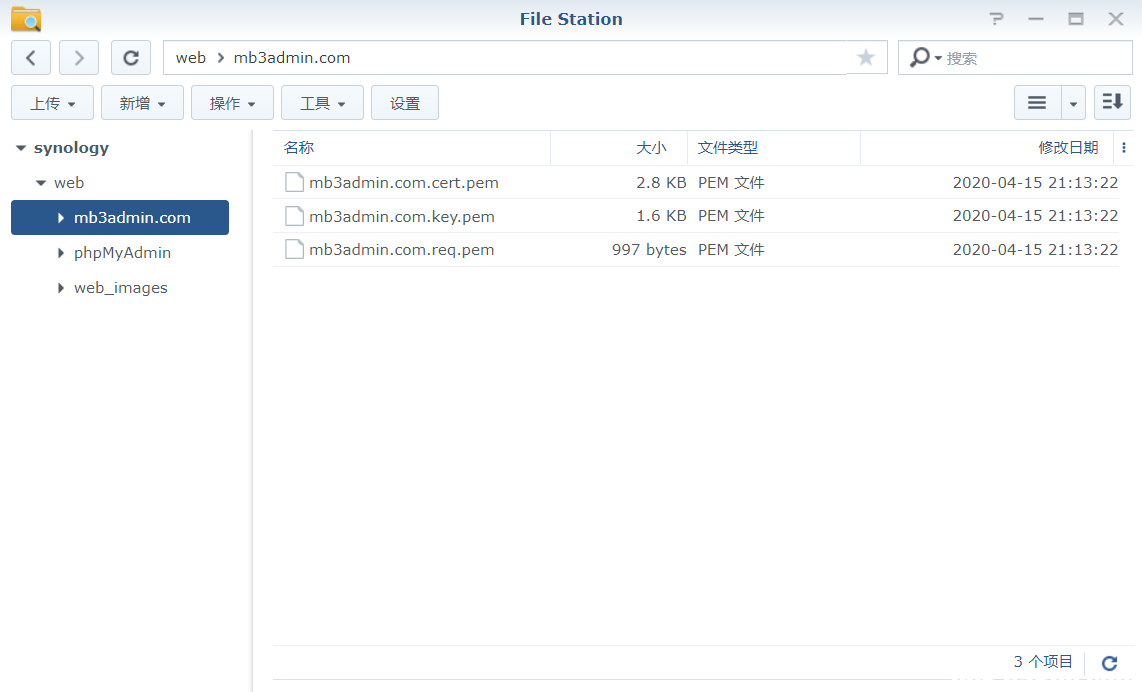 File Station
web > mb3admin.com
搜索
上传 新增 操作 工具 设置
synology
web
mb3admin.com
phpMyAdmin
web_images
名称 大小 文件类型 修改日期
mb3admin.com.cert.pem 2.8 KB PEM 文件 2020-04-15 21:13:22
mb3admin.com.key.pem 1.6 KB PEM 文件 2020-04-15 21:13:22
mb3admin.com.req.pem 997 bytes PEM 文件 2020-04-15 21:13:22
3 个项目